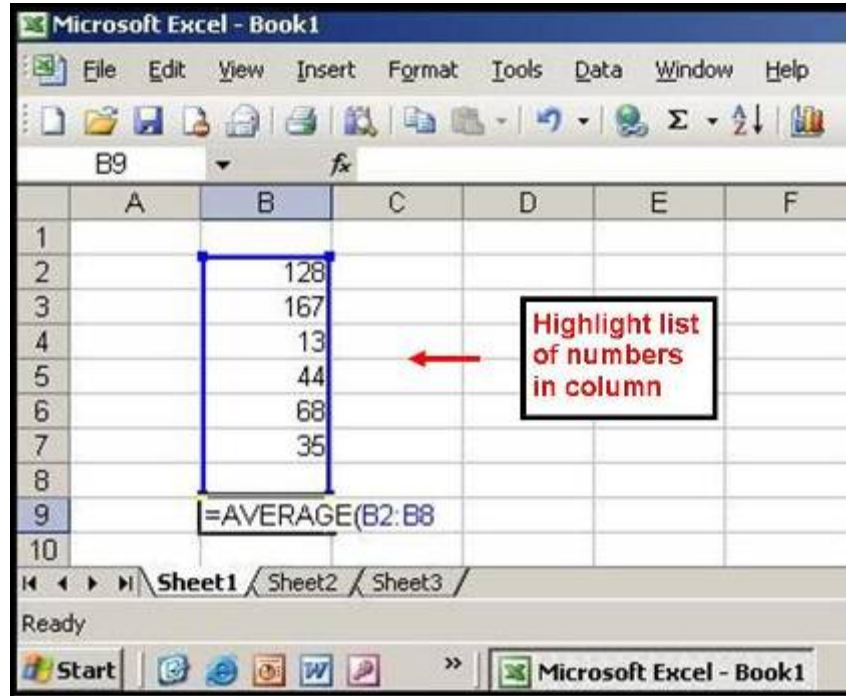 Microsoft Excel - Book1
File Edit View Insert Format Tools Data Window Help
B9 fx
A B C D E F
1
2 128
3 167
4 13
5 44
6 68
7 35
8
9 =AVERAGE(B2:B8
10
Highlight list
of numbers
in column
Sheet1 Sheet2 Sheet3
Ready
Start Microsoft Excel - Book1